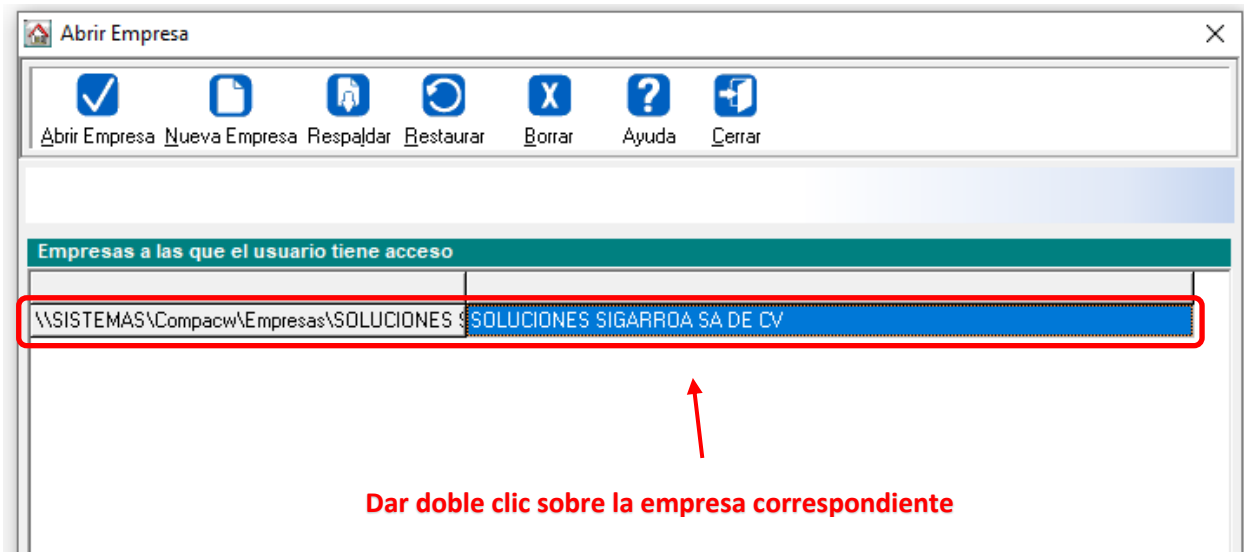 Abrir Empresa
Abrir Empresa Nueva Empresa Respaldar Restaurar Borrar Ayuda Cerrar
Empresas a las que el usuario tiene acceso
\\SISTEMAS\Compacw\Empresas\SOLUCIONES SOLUCIONES SIGARROA SA DE CV
Dar doble clic sobre la empresa correspondiente